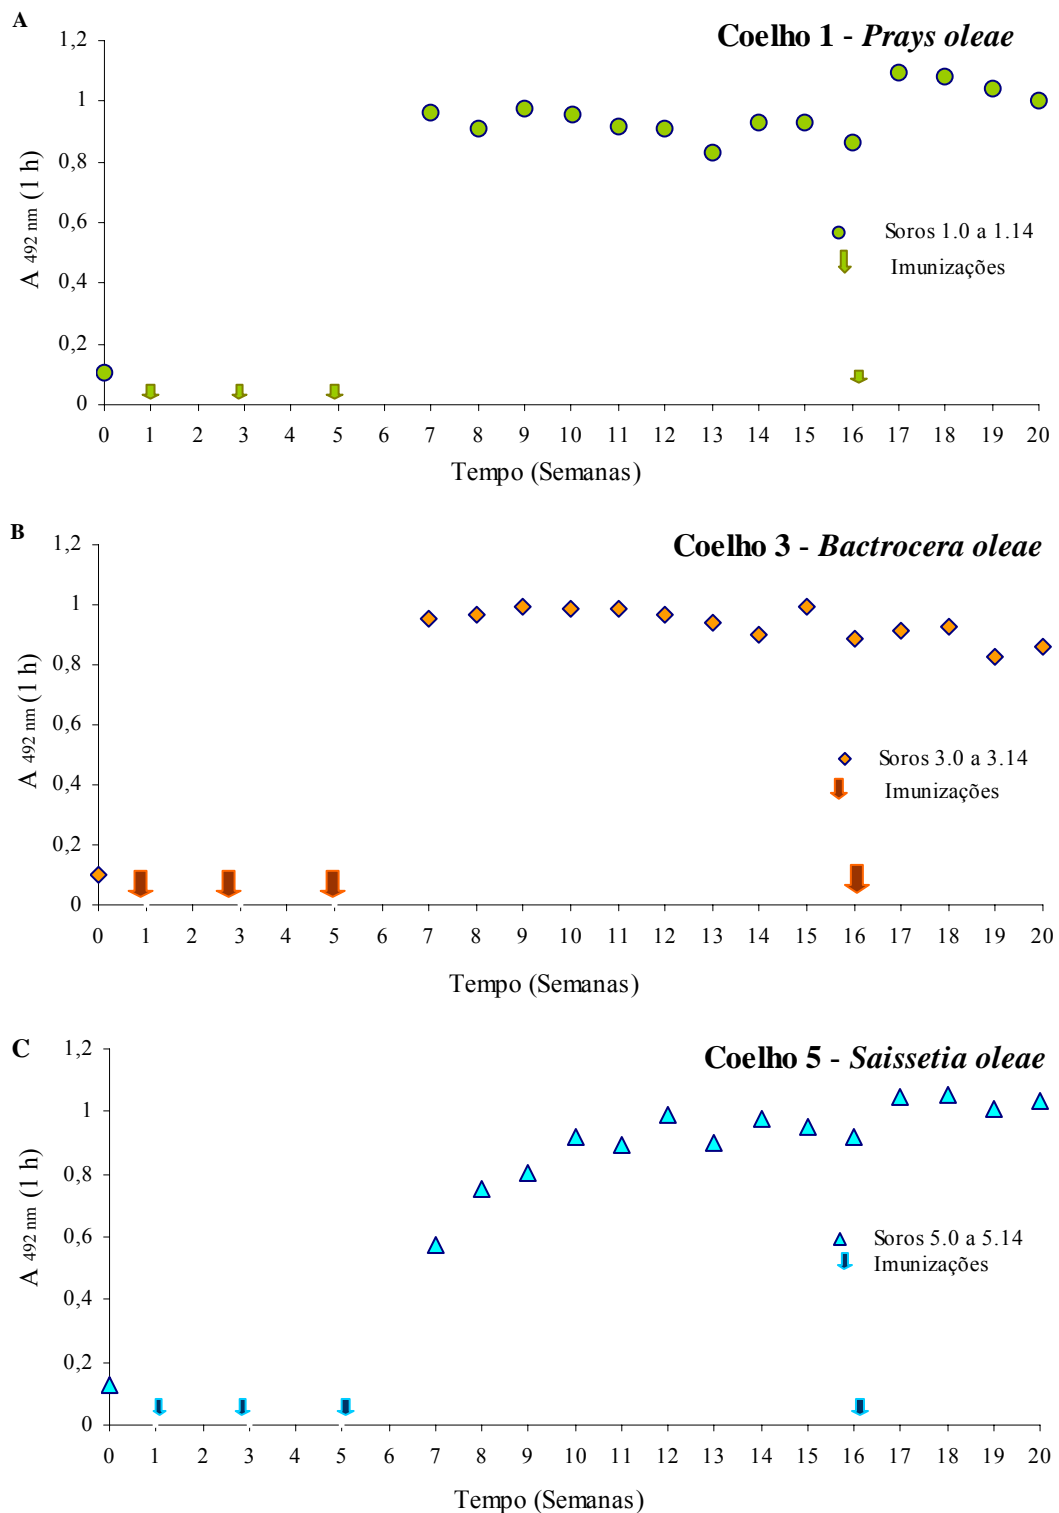 A
Coelho 1 - Prays oleae
1,2
1
0,8
0,6
0,4
0,2
0
A 492 nm (1 h)
Soros 1.0 a 1.14
Imunizações
0 1 2 3 4 5 6 7 8 9 10 11 12 13 14 15 16 17 18 19 20
Tempo (Semanas)
B
Coelho 3 - Bactrocera oleae
1,2
1
0,8
0,6
0,4
0,2
0
A 492 nm (1 h)
Soros 3.0 a 3.14
Imunizações
0 1 2 3 4 5 6 7 8 9 10 11 12 13 14 15 16 17 18 19 20
Tempo (Semanas)
C
Coelho 5 - Saissetia oleae
1,2
1
0,8
0,6
0,4
0,2
0
A 492 nm (1 h)
Soros 5.0 a 5.14
Imunizações
0 1 2 3 4 5 6 7 8 9 10 11 12 13 14 15 16 17 18 19 20
Tempo (Semanas)